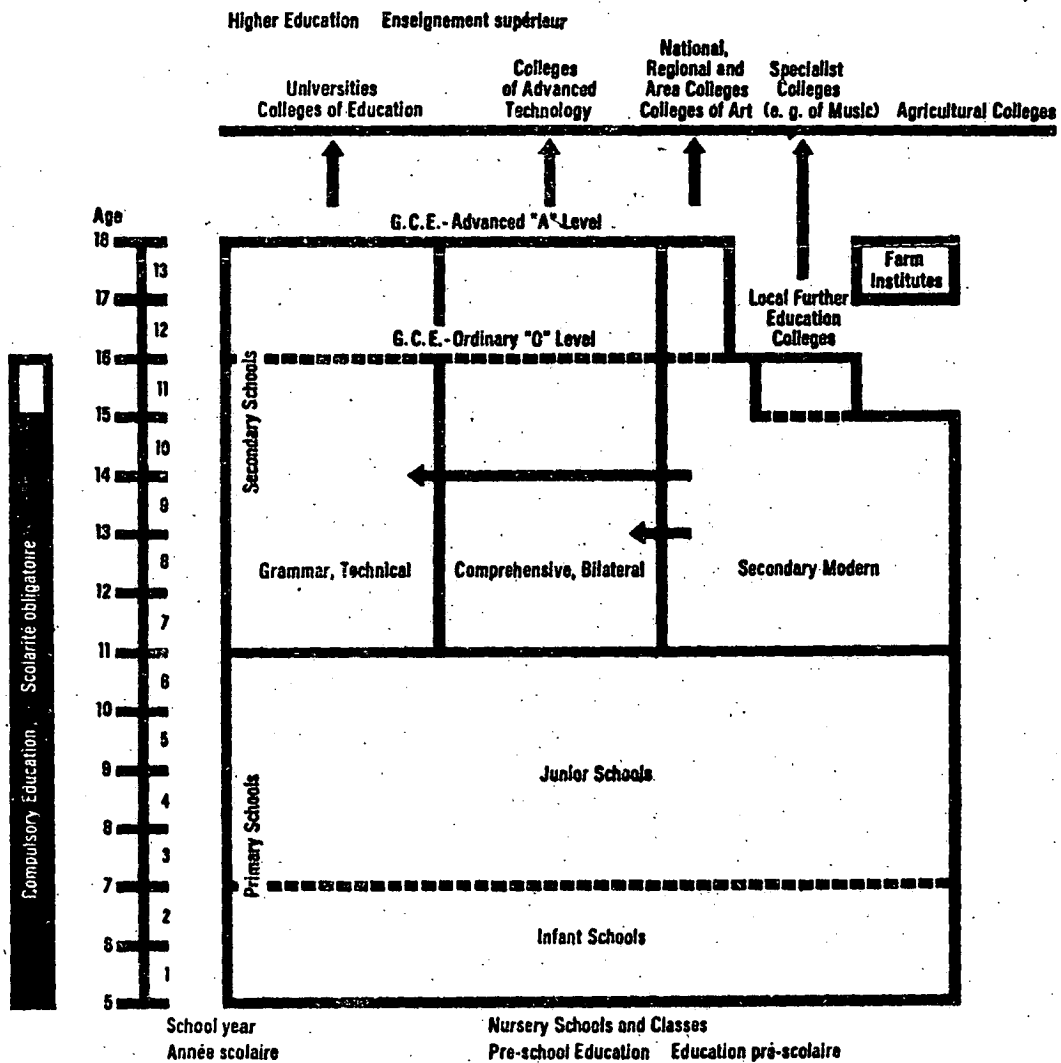 Higher Education Enseignement supérieur
Universities
Colleges of Education
Colleges
of Advanced
Technology
National,
Regional and
Area Colleges
Colleges of Art
Specialist
Colleges
(e. g. of Music)
Agricultural Colleges
Age
G.C.E.-Advanced "A" Level
18
13
Farm
Institutes
17
Local Further
Education
Colleges
12
G.C.E.-Ordinary "O" Level
16
11
15
10
Secondary Schools
14
9
13
8
Grammar, Technical
Comprehensive, Bilateral
Secondary Modern
12
7
11
6
10
5
9
Junior Schools
4
8
Primary Schools
3
7
2
Infant Schools
6
1
5
Compulsory Education, Scolarité obligatoire
School year
Année scolaire
Nursery Schools and Classes
Pre-school Education Education pré-scolaire